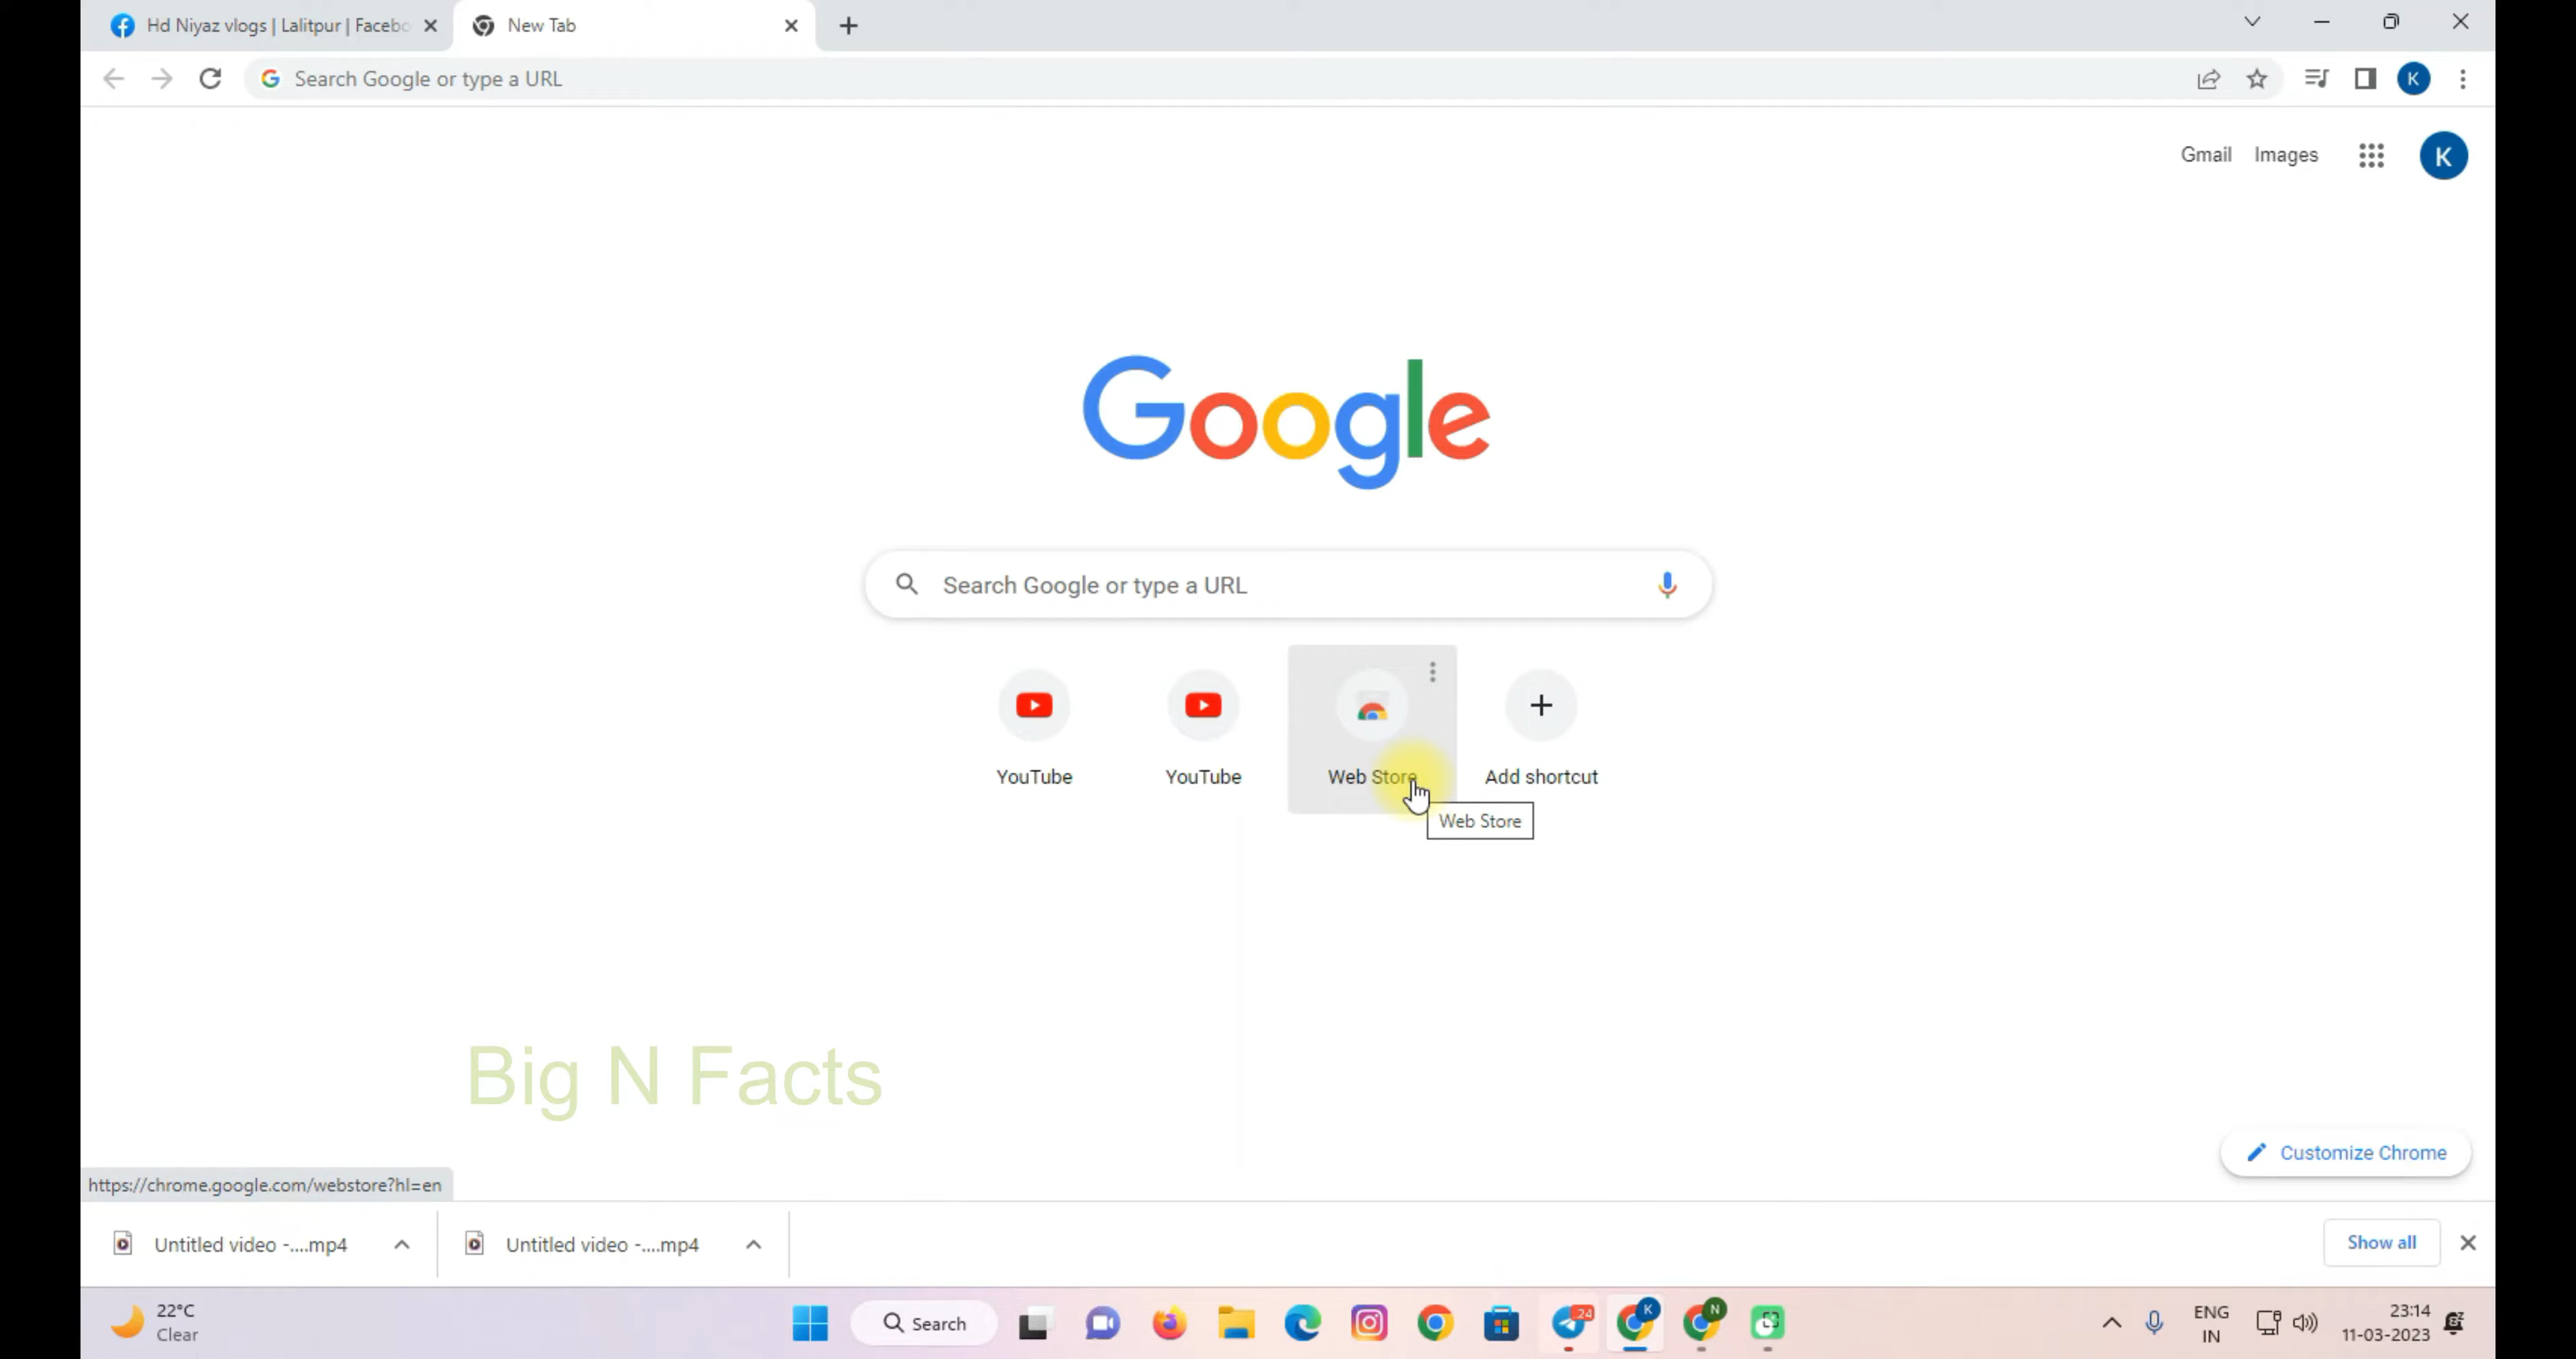 Hd Niyaz vlogs | Lalitpur | Facebo
New Tab
Search Google or type a URL
K
Gmail Images K
Google
Search Google or type a URL
YouTube YouTube Web Store Add shortcut
Web Store
Big N Facts
Customize Chrome
https://chrome.google.com/webstore?hl=en
Untitled video -....mp4
Untitled video -....mp4
Show all
22°C
Clear
Search
24
K
N
ENG
IN
23:14
11-03-2023